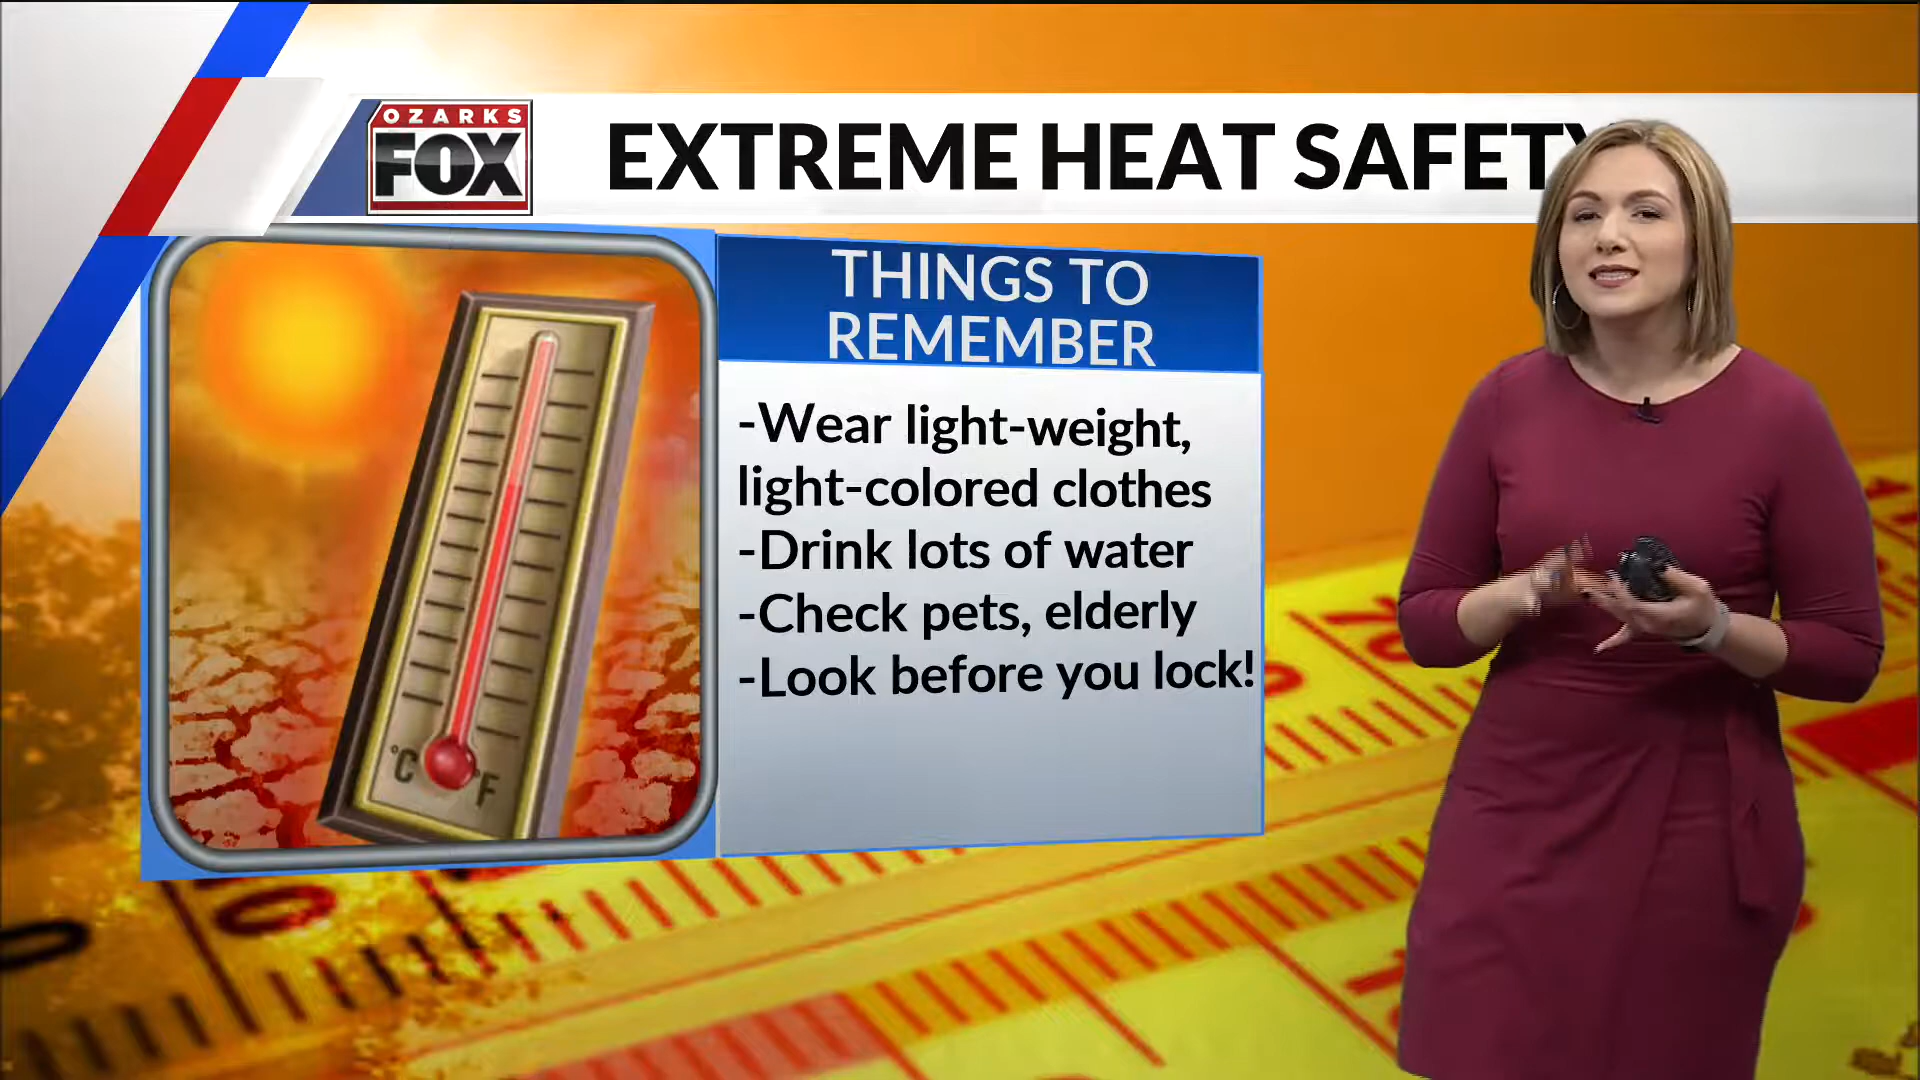 OZARKS
FOX
EXTREME HEAT SAFETY
THINGS TO
REMEMBER
-Wear light-weight,
light-colored clothes
-Drink lots of water
-Check pets, elderly
-Look before you lock!
°C °F